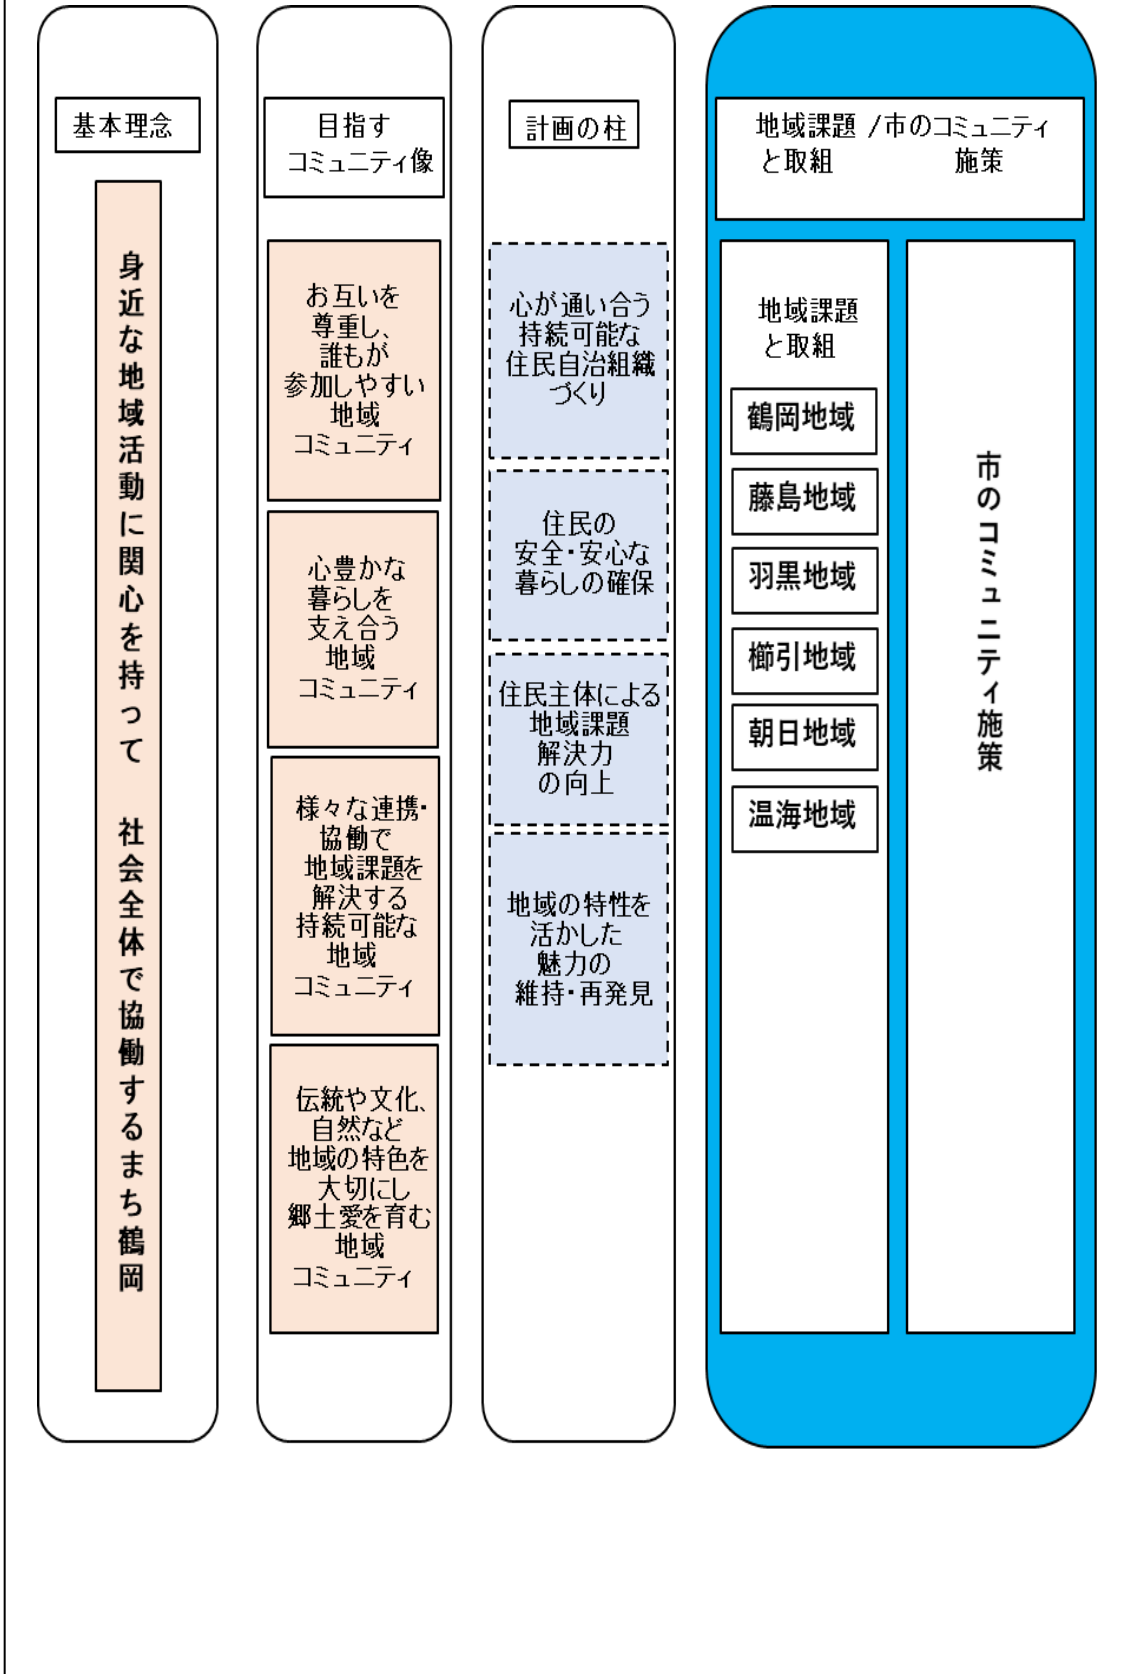 基本理念
身近な地域活動に関心を持って　社会全体で協働するまち鶴岡
目指す
コミュニティ像
お互いを
尊重し、
誰もが
参加しやすい
地域
コミュニティ
心豊かな
暮らしを
支え合う
地域
コミュニティ
様々な連携・
協働で
地域課題を
解決する
持続可能な
地域
コミュニティ
伝統や文化、
自然など
地域の特色を
大切にし
郷土愛を育む
地域
コミュニティ
計画の柱
心が通い合う
持続可能な
住民自治組織
づくり
住民の
安全・安心な
暮らしの確保
住民主体による
地域課題
解決力
の向上
地域の特性を
活かした
魅力の
維持・再発見
地域課題 /市のコミュニティ
と取組　　　　　施策
地域課題
と取組
鶴岡地域
藤島地域
羽黒地域
櫛引地域
朝日地域
温海地域
市のコミュニティ施策